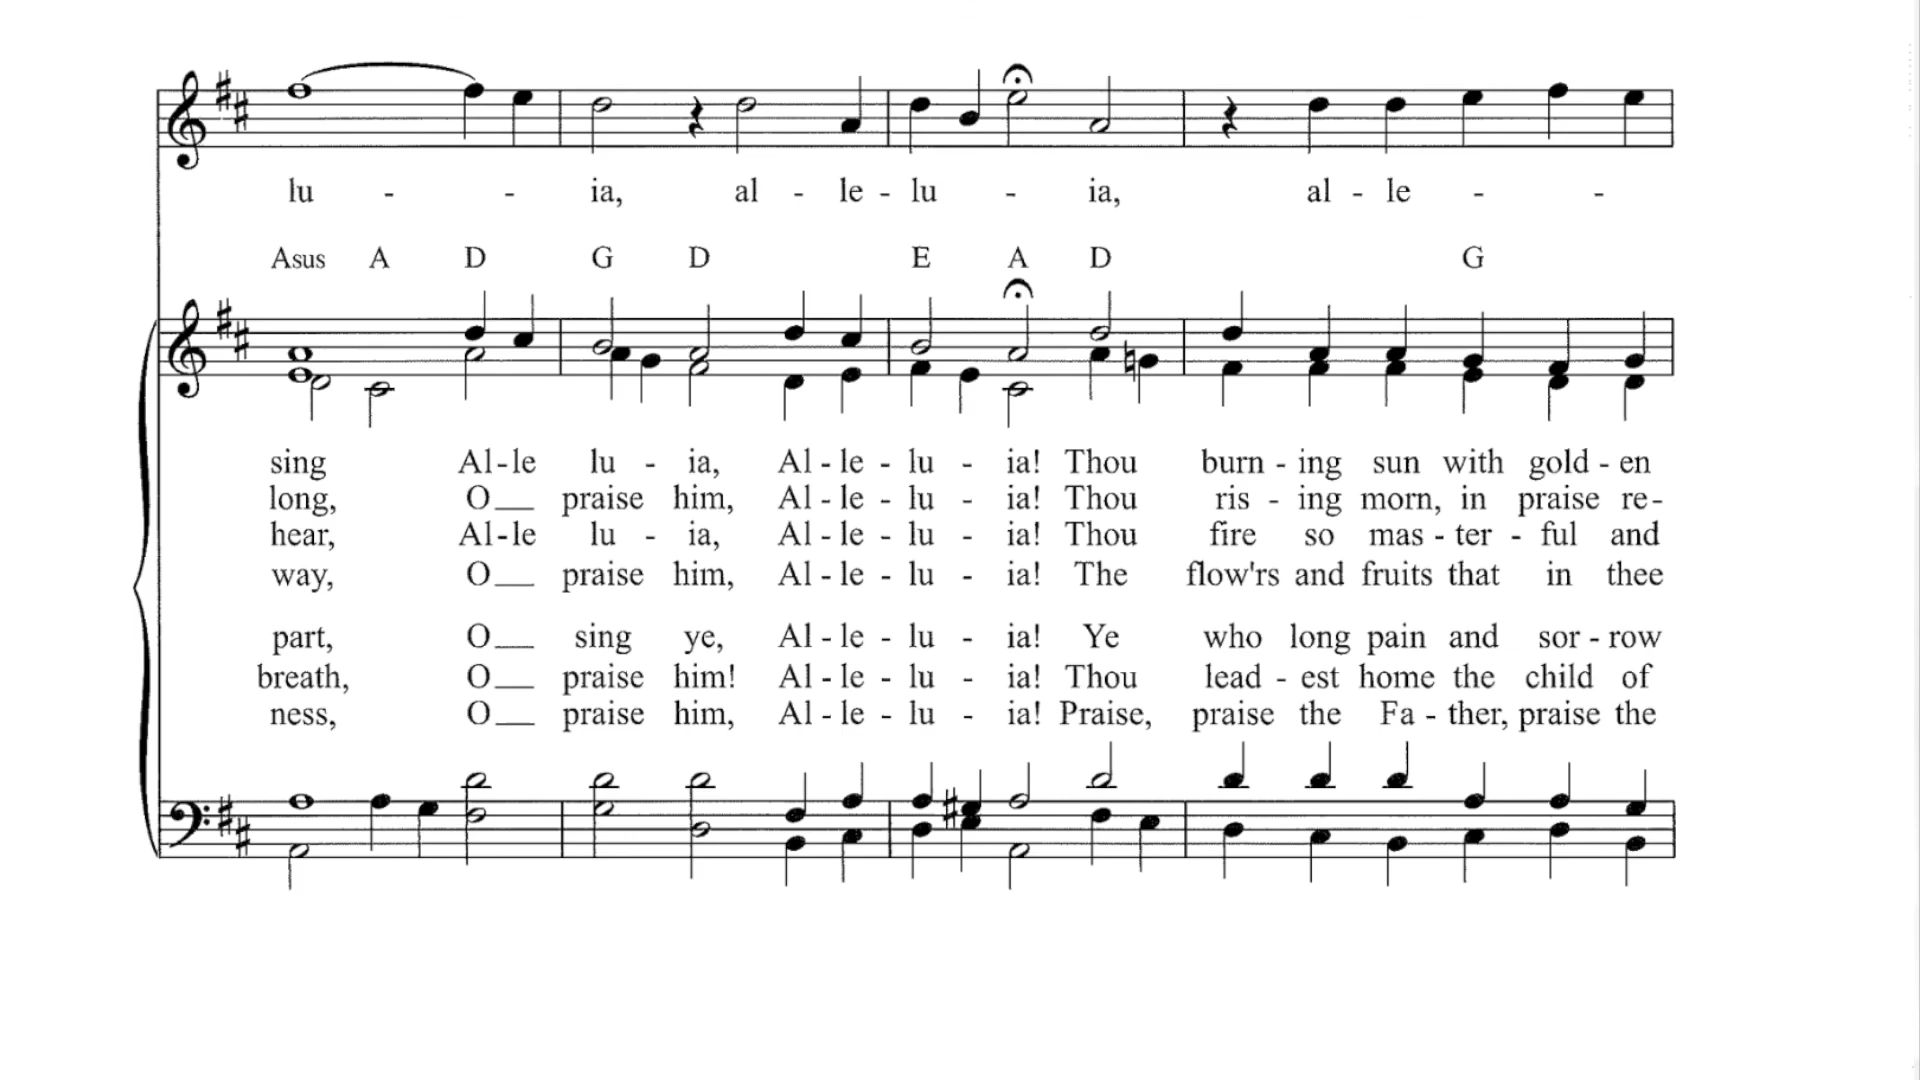 lu - - ia, al - le - lu - ia, al - le - -
Asus A D G D E A D G
sing Al-le lu - ia, Al - le - lu - ia! Thou burn - ing sun with gold - en
long, O__ praise him, Al - le - lu - ia! Thou ris - ing morn, in praise re-
hear, Al-le lu - ia, Al - le - lu - ia! Thou fire so mas - ter - ful and
way, O__ praise him, Al - le - lu - ia! The flow'rs and fruits that in thee
part, O__ sing ye, Al - le - lu - ia! Ye who long pain and sor - row
breath, O__ praise him! Al - le - lu - ia! Thou lead - est home the child of
ness, O__ praise him, Al - le - lu - ia! Praise, praise the Fa - ther, praise the